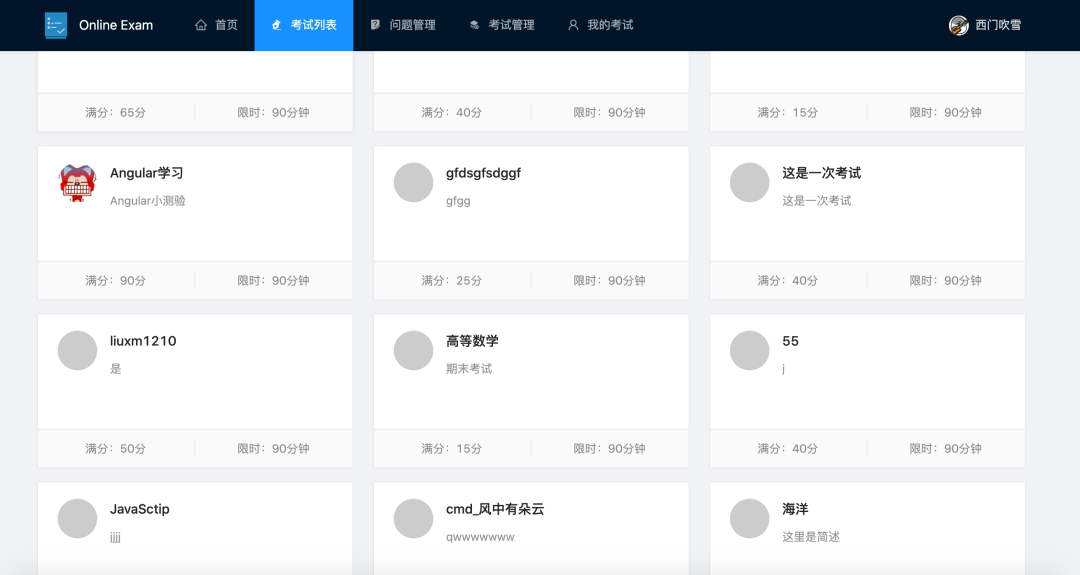 Online Exam 首页 考试列表 问题管理 考试管理 我的考试 西门吹雪
满分：65分 限时：90分钟 满分：40分 限时：90分钟 满分：15分 限时：90分钟
Angular学习 gfdsgfsdggf 这是一次考试
Angular小测验 gfgg 这是一次考试
满分：90分 限时：90分钟 满分：25分 限时：90分钟 满分：40分 限时：90分钟
liuxm1210 高等数学 55
是 期末考试 j
满分：50分 限时：90分钟 满分：15分 限时：90分钟 满分：40分 限时：90分钟
JavaSctip cmd_风中有朵云 海洋
jjjj qwwwwwww 这里是简述